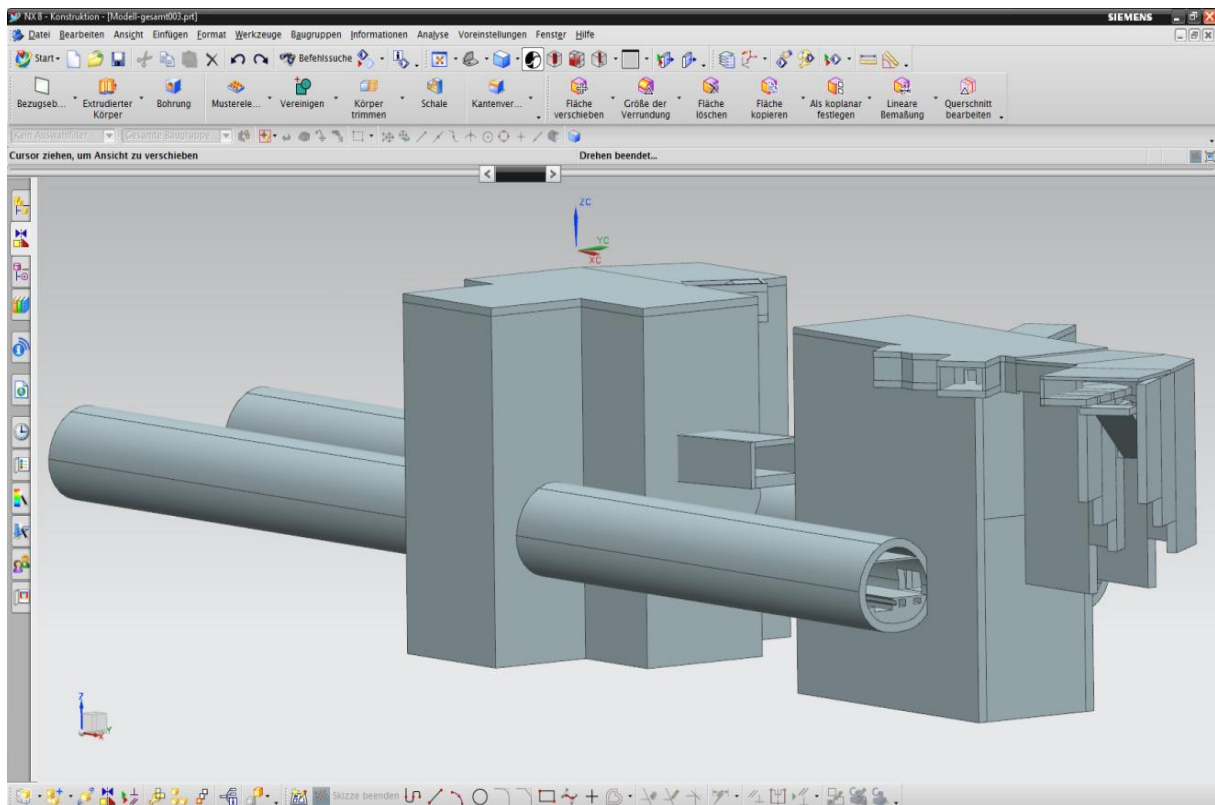 NX 8 - Konstruktion - [Modell-gesamt003.prt] SIEMENS
Datei Bearbeiten Ansicht Einfügen Format Werkzeuge Baugruppen Informationen Analyse Voreinstellungen Fenster Hilfe
Start Befehlssuche
Bezugseb... Extrudierter Körper Bohrung Musterele... Vereinigen Körper trimmen Schale Kantenver... Fläche verschieben Größe der Verrundung Fläche löschen Fläche kopieren Als koplanar festlegen Lineare Bemaßung Querschnitt bearbeiten
Kein Auswahlfilter Gesamte Baugruppe
Cursor ziehen, um Ansicht zu verschieben Drehen beendet...
ZC
YC
XC
Z
Y
X
Skizze beenden